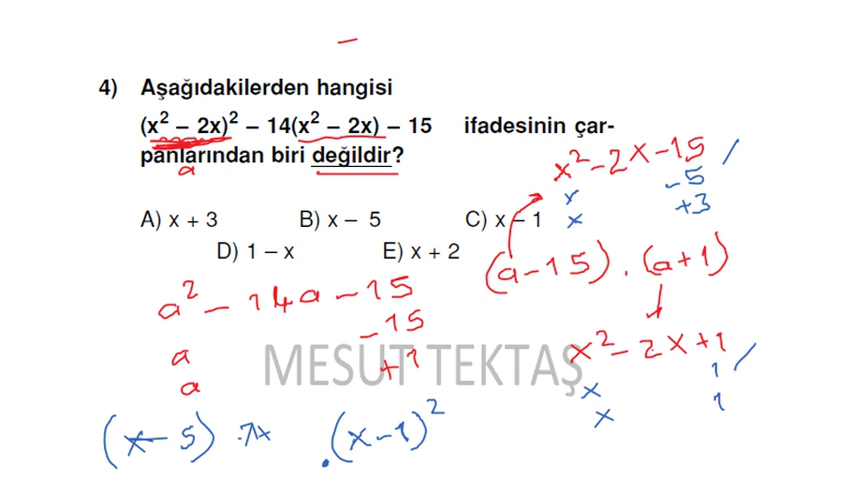 4) Aşağıdakilerden hangisi
(x² – 2x)² – 14(x² – 2x) – 15 ifadesinin çar-
panlarından biri değildir?
a
x²-2x-15
x -5
x +3
A) x + 3 B) x – 5 C) x – 1
D) 1 – x E) x + 2
(a-15).(a+1)
a²-14a-15
a -15
a +1
x²-2x+1
x 1
x 1
MESUT TEKTAŞ
(x-5) .(x-1)²